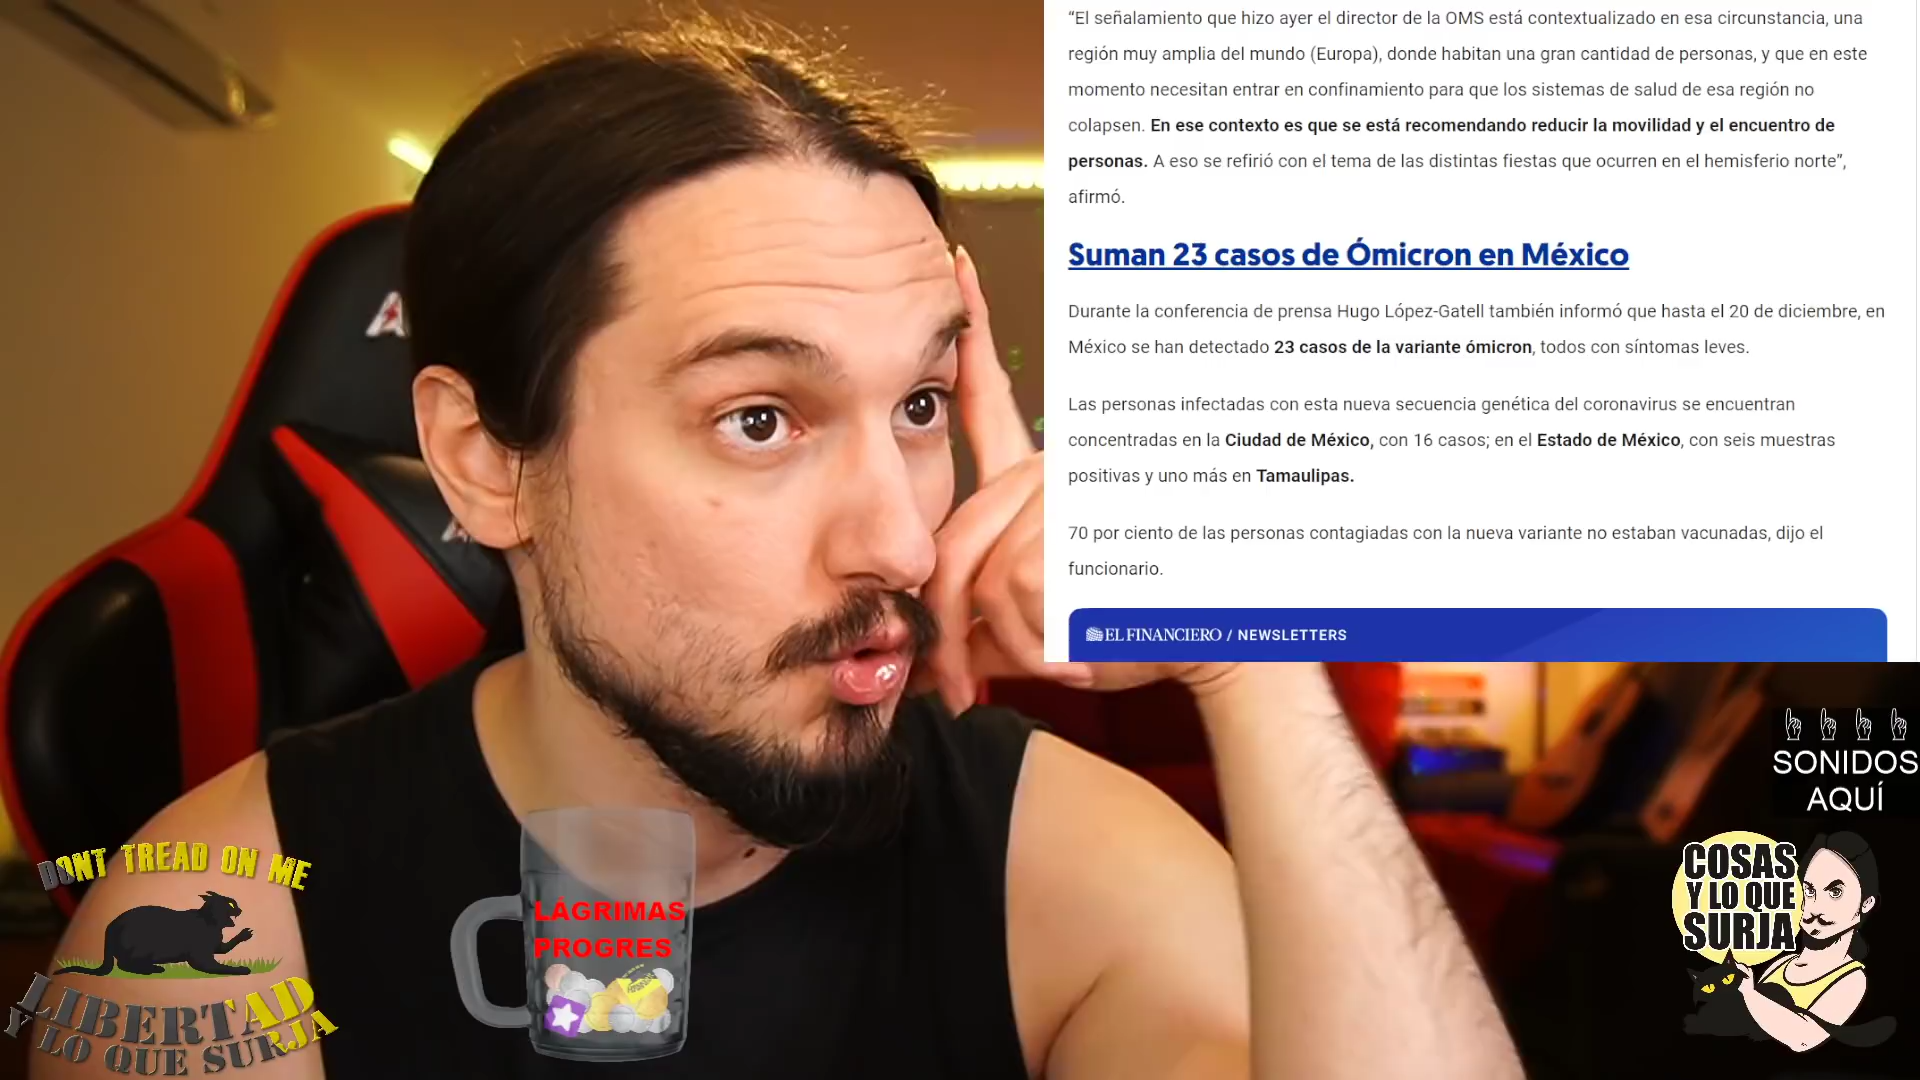 “El señalamiento que hizo ayer el director de la OMS está contextualizado en esa circunstancia, una
región muy amplia del mundo (Europa), donde habitan una gran cantidad de personas, y que en este
momento necesitan entrar en confinamiento para que los sistemas de salud de esa región no
colapsen. En ese contexto es que se está recomendando reducir la movilidad y el encuentro de
personas. A eso se refirió con el tema de las distintas fiestas que ocurren en el hemisferio norte”,
afirmó.
Suman 23 casos de Ómicron en México
Durante la conferencia de prensa Hugo López-Gatell también informó que hasta el 20 de diciembre, en
México se han detectado 23 casos de la variante ómicron, todos con síntomas leves.
Las personas infectadas con esta nueva secuencia genética del coronavirus se encuentran
concentradas en la Ciudad de México, con 16 casos; en el Estado de México, con seis muestras
positivas y uno más en Tamaulipas.
70 por ciento de las personas contagiadas con la nueva variante no estaban vacunadas, dijo el
funcionario.
EL FINANCIERO / NEWSLETTERS
SONIDOS
AQUÍ
COSAS
Y LO QUE
SURJA
DONT TREAD ON ME
LIBERTAD
Y LO QUE SURJA
LÁGRIMAS
PROGRES